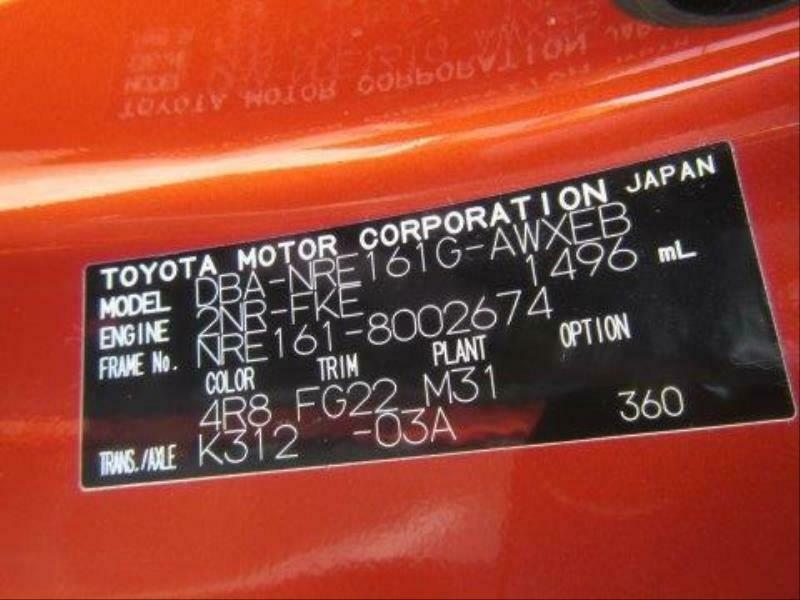 TOYOTA MOTOR CORPORATION JAPAN
MODEL DBA-NRE161G-AWXEB
ENGINE 2NR-FKE 1496 mL
FRAME No. NRE161-8002674
COLOR TRIM PLANT OPTION
4R8 FG22 M31
TRANS./AXLE K312 -03A 360
TOYOTA MOTOR CORPORATION JAPAN